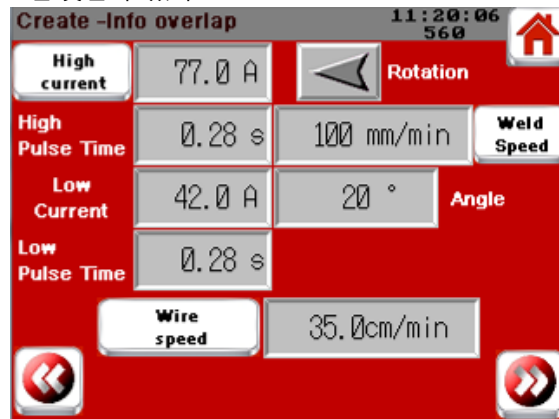 Create -Info overlap 11:20:06
560
High current 77.0 A Rotation
High Pulse Time 0.28 s 100 mm/min Weld Speed
Low Current 42.0 A 20 ° Angle
Low Pulse Time 0.28 s
Wire speed 35.0cm/min